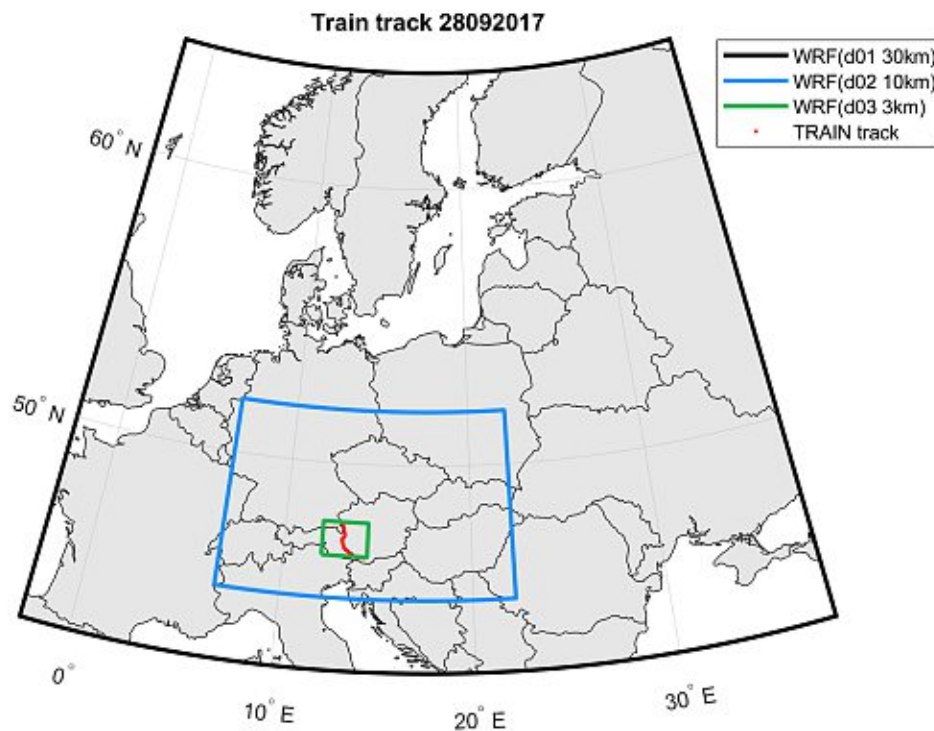 Train track 28092017
WRF(d01 30km)
WRF(d02 10km)
WRF(d03 3km)
TRAIN track
60° N
50° N
0°
10° E
20° E
30° E